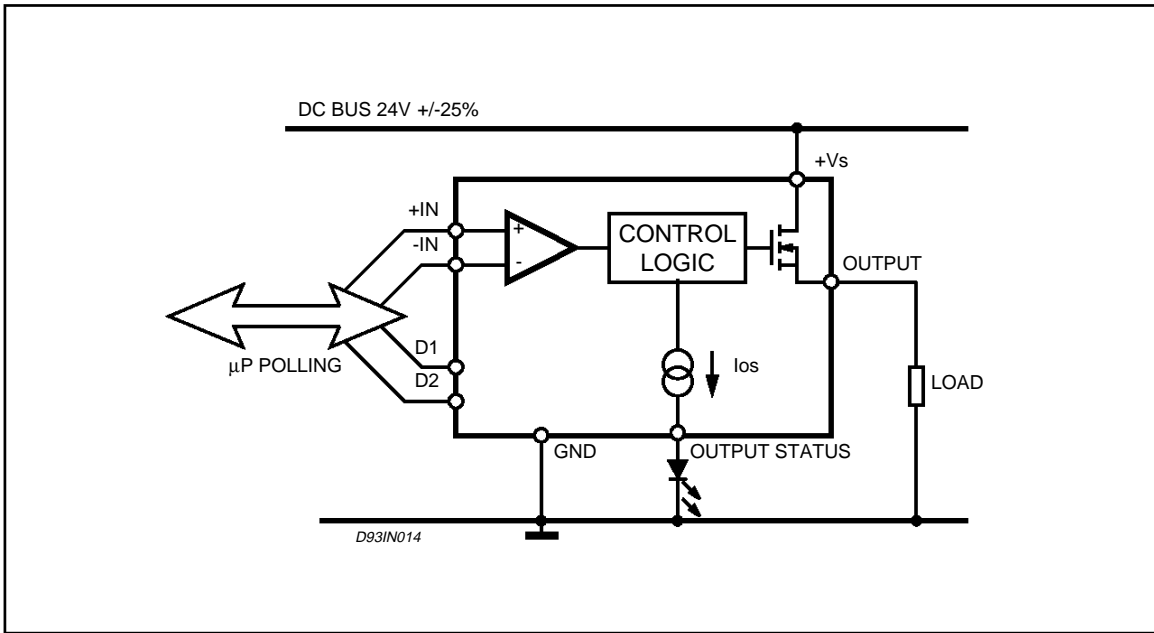 DC BUS 24V +/-25%
+Vs
+IN
+
CONTROL
LOGIC
-IN
-
OUTPUT
D1
µP POLLING
Ios
D2
LOAD
GND
OUTPUT STATUS
D93IN014